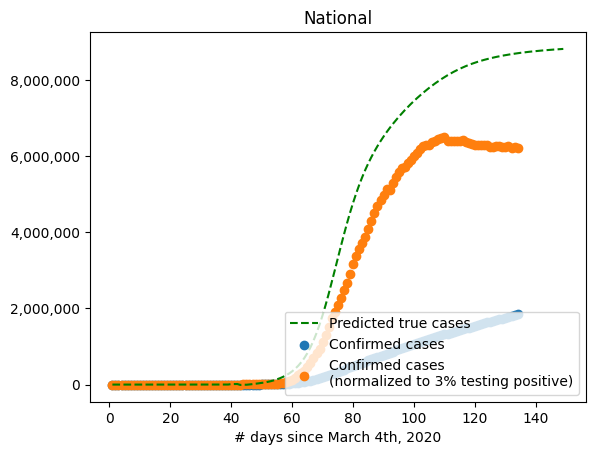 National
8,000,000
6,000,000
4,000,000
2,000,000
0
Predicted true cases
Confirmed cases
Confirmed cases
(normalized to 3% testing positive)
0 20 40 60 80 100 120 140
# days since March 4th, 2020